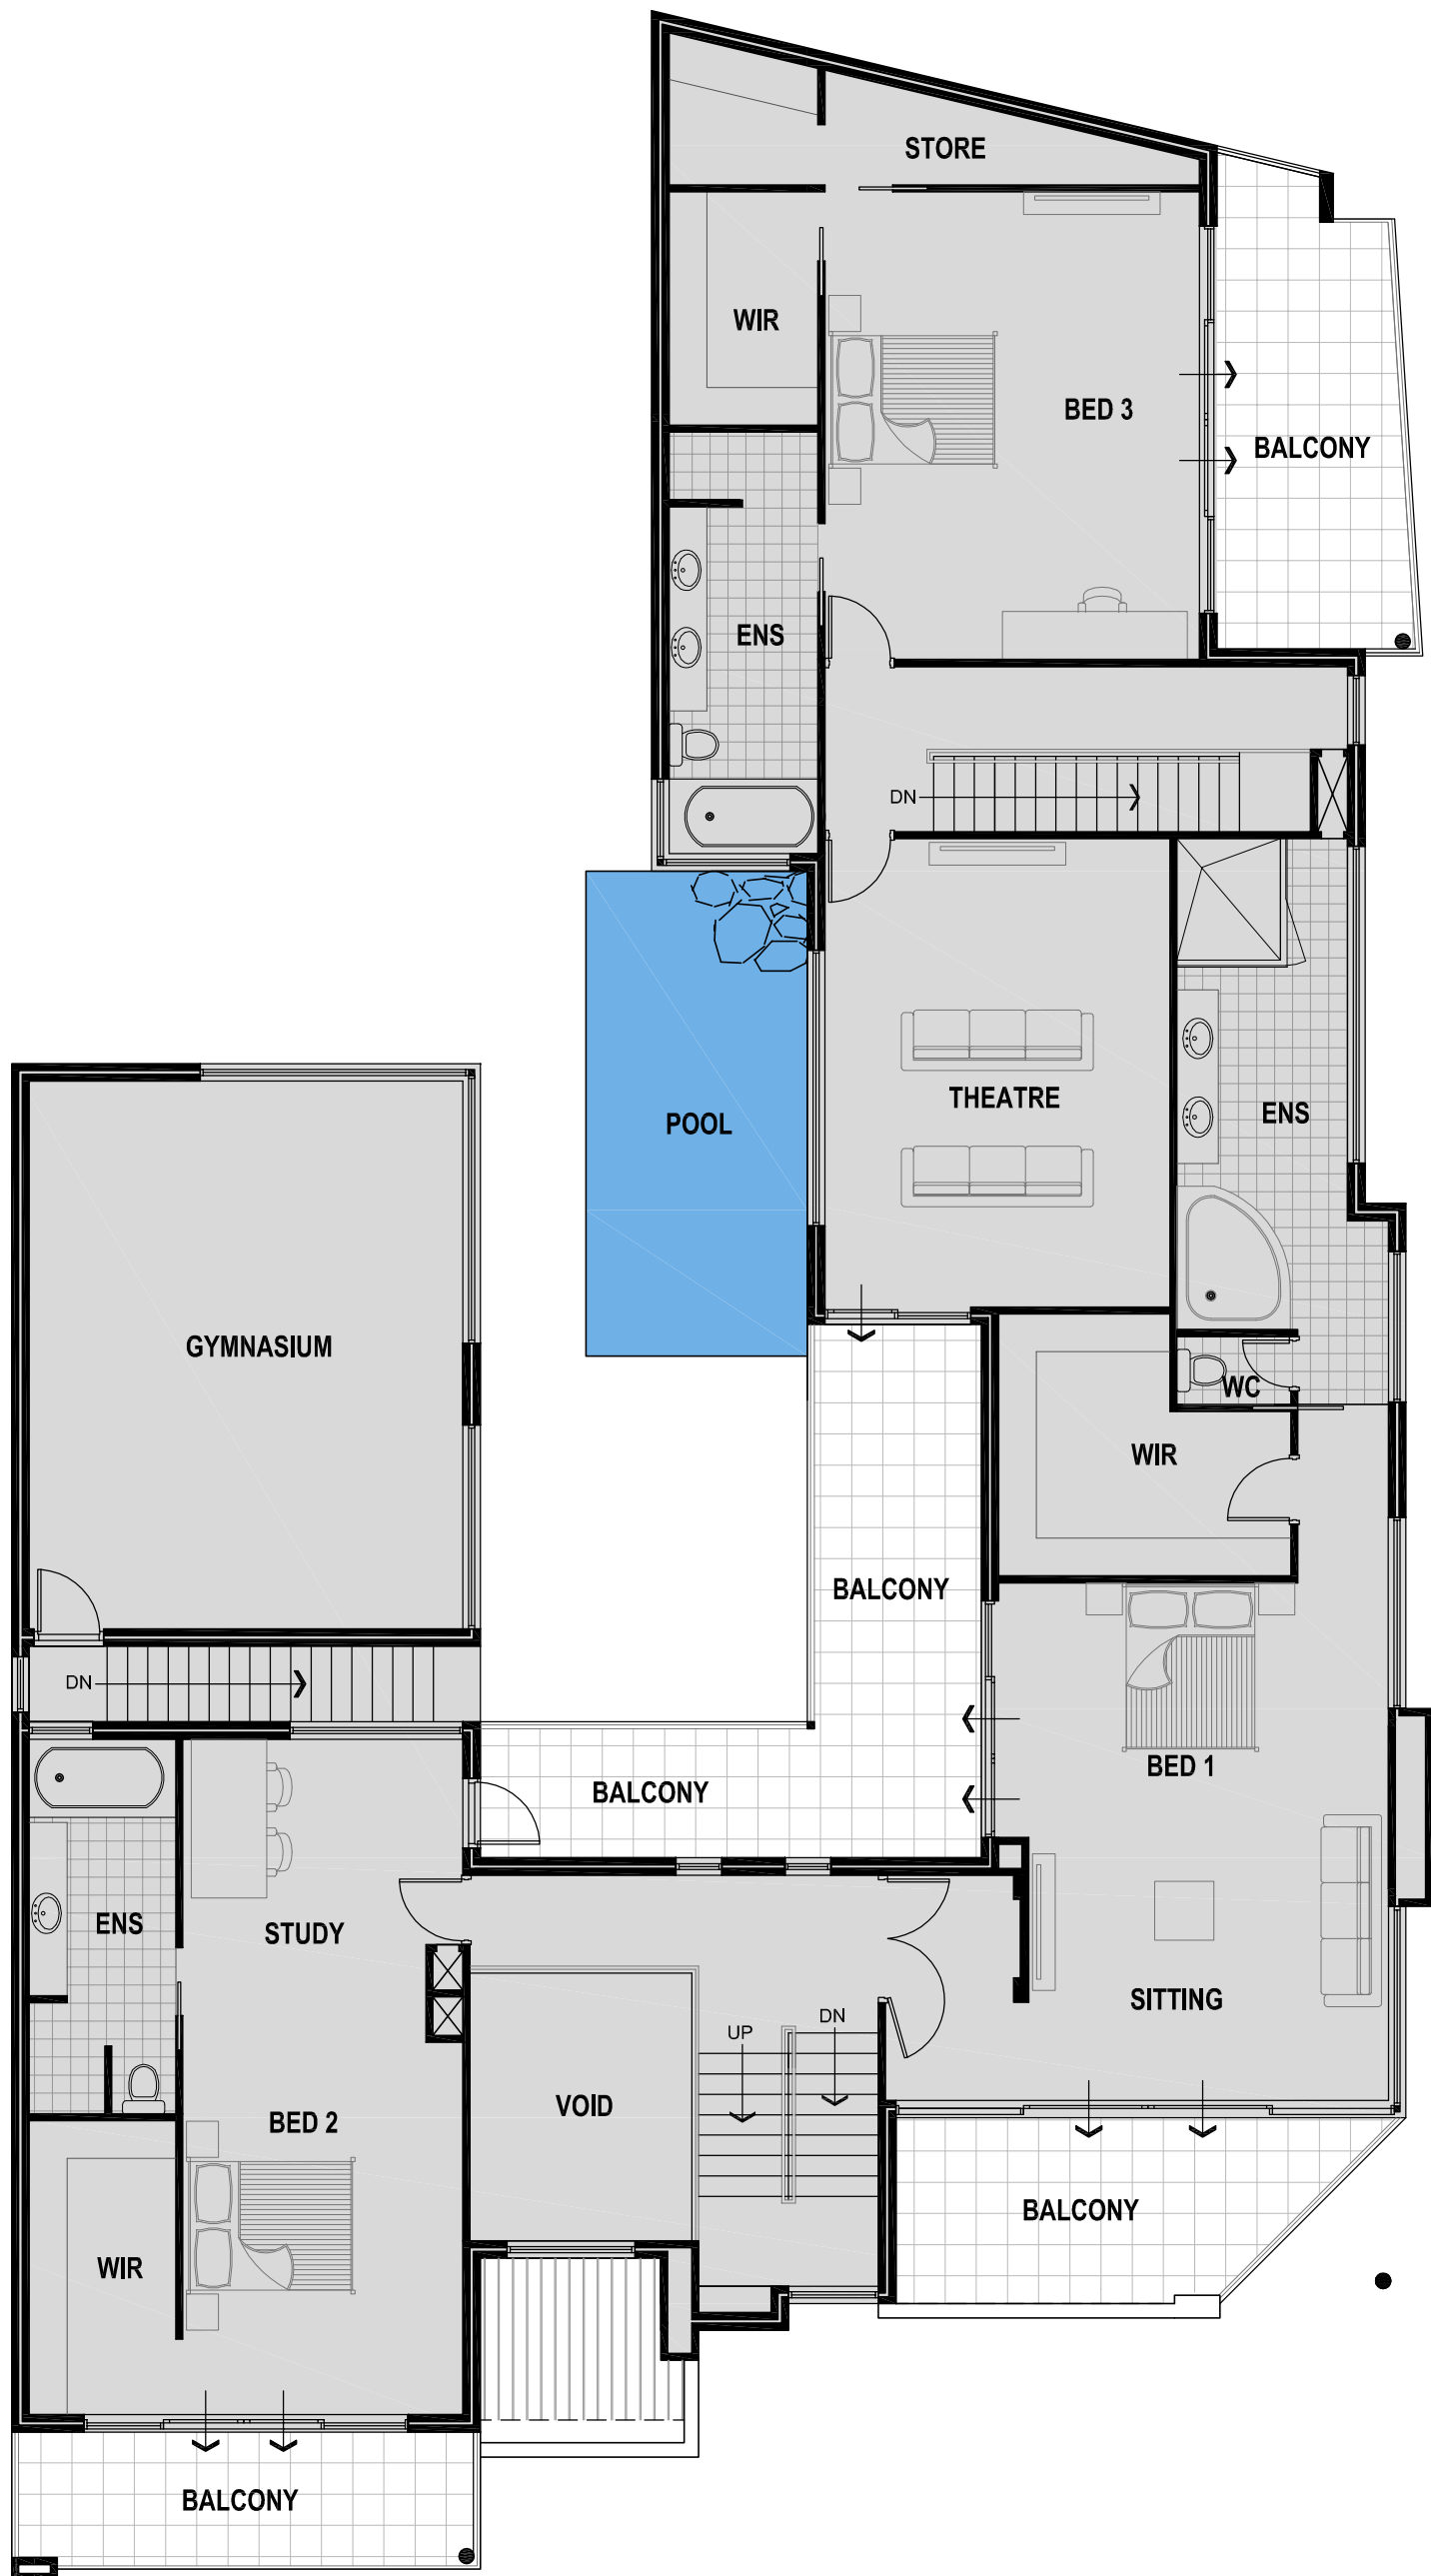 STORE
WIR
BED 3
BALCONY
ENS
DN
THEATRE
ENS
POOL
GYMNASIUM
WC
WIR
BALCONY
DN
BED 1
BALCONY
ENS
STUDY
SITTING
UP
DN
VOID
BED 2
BALCONY
WIR
BALCONY